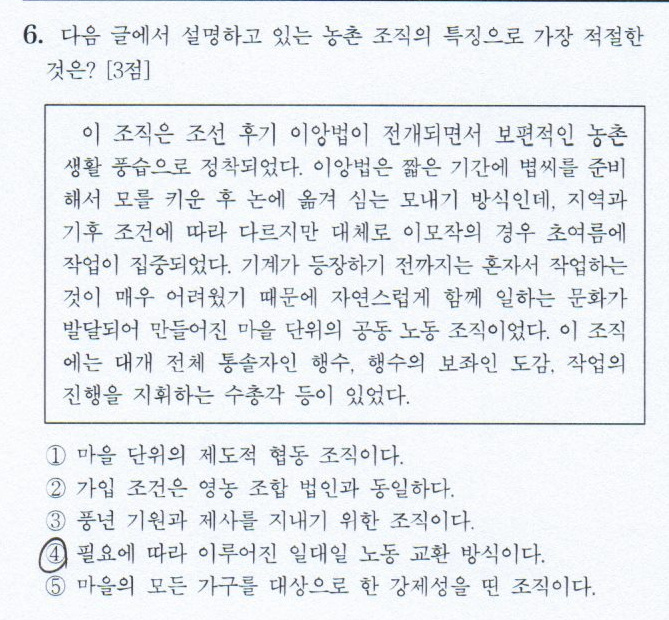 6. 다음 글에서 설명하고 있는 농촌 조직의 특징으로 가장 적절한
것은? [3점]
이 조직은 조선 후기 이앙법이 전개되면서 보편적인 농촌
생활 풍습으로 정착되었다. 이앙법은 짧은 기간에 볍씨를 준비
해서 모를 키운 후 논에 옮겨 심는 모내기 방식인데, 지역과
기후 조건에 따라 다르지만 대체로 이모작의 경우 초여름에
작업이 집중되었다. 기계가 등장하기 전까지는 혼자서 작업하는
것이 매우 어려웠기 때문에 자연스럽게 함께 일하는 문화가
발달되어 만들어진 마을 단위의 공동 노동 조직이었다. 이 조직
에는 대개 전체 통솔자인 행수, 행수의 보좌인 도감, 작업의
진행을 지휘하는 수총각 등이 있었다.
① 마을 단위의 제도적 협동 조직이다.
② 가입 조건은 영농 조합 법인과 동일하다.
③ 풍년 기원과 제사를 지내기 위한 조직이다.
④ 필요에 따라 이루어진 일대일 노동 교환 방식이다.
⑤ 마을의 모든 가구를 대상으로 한 강제성을 띤 조직이다.